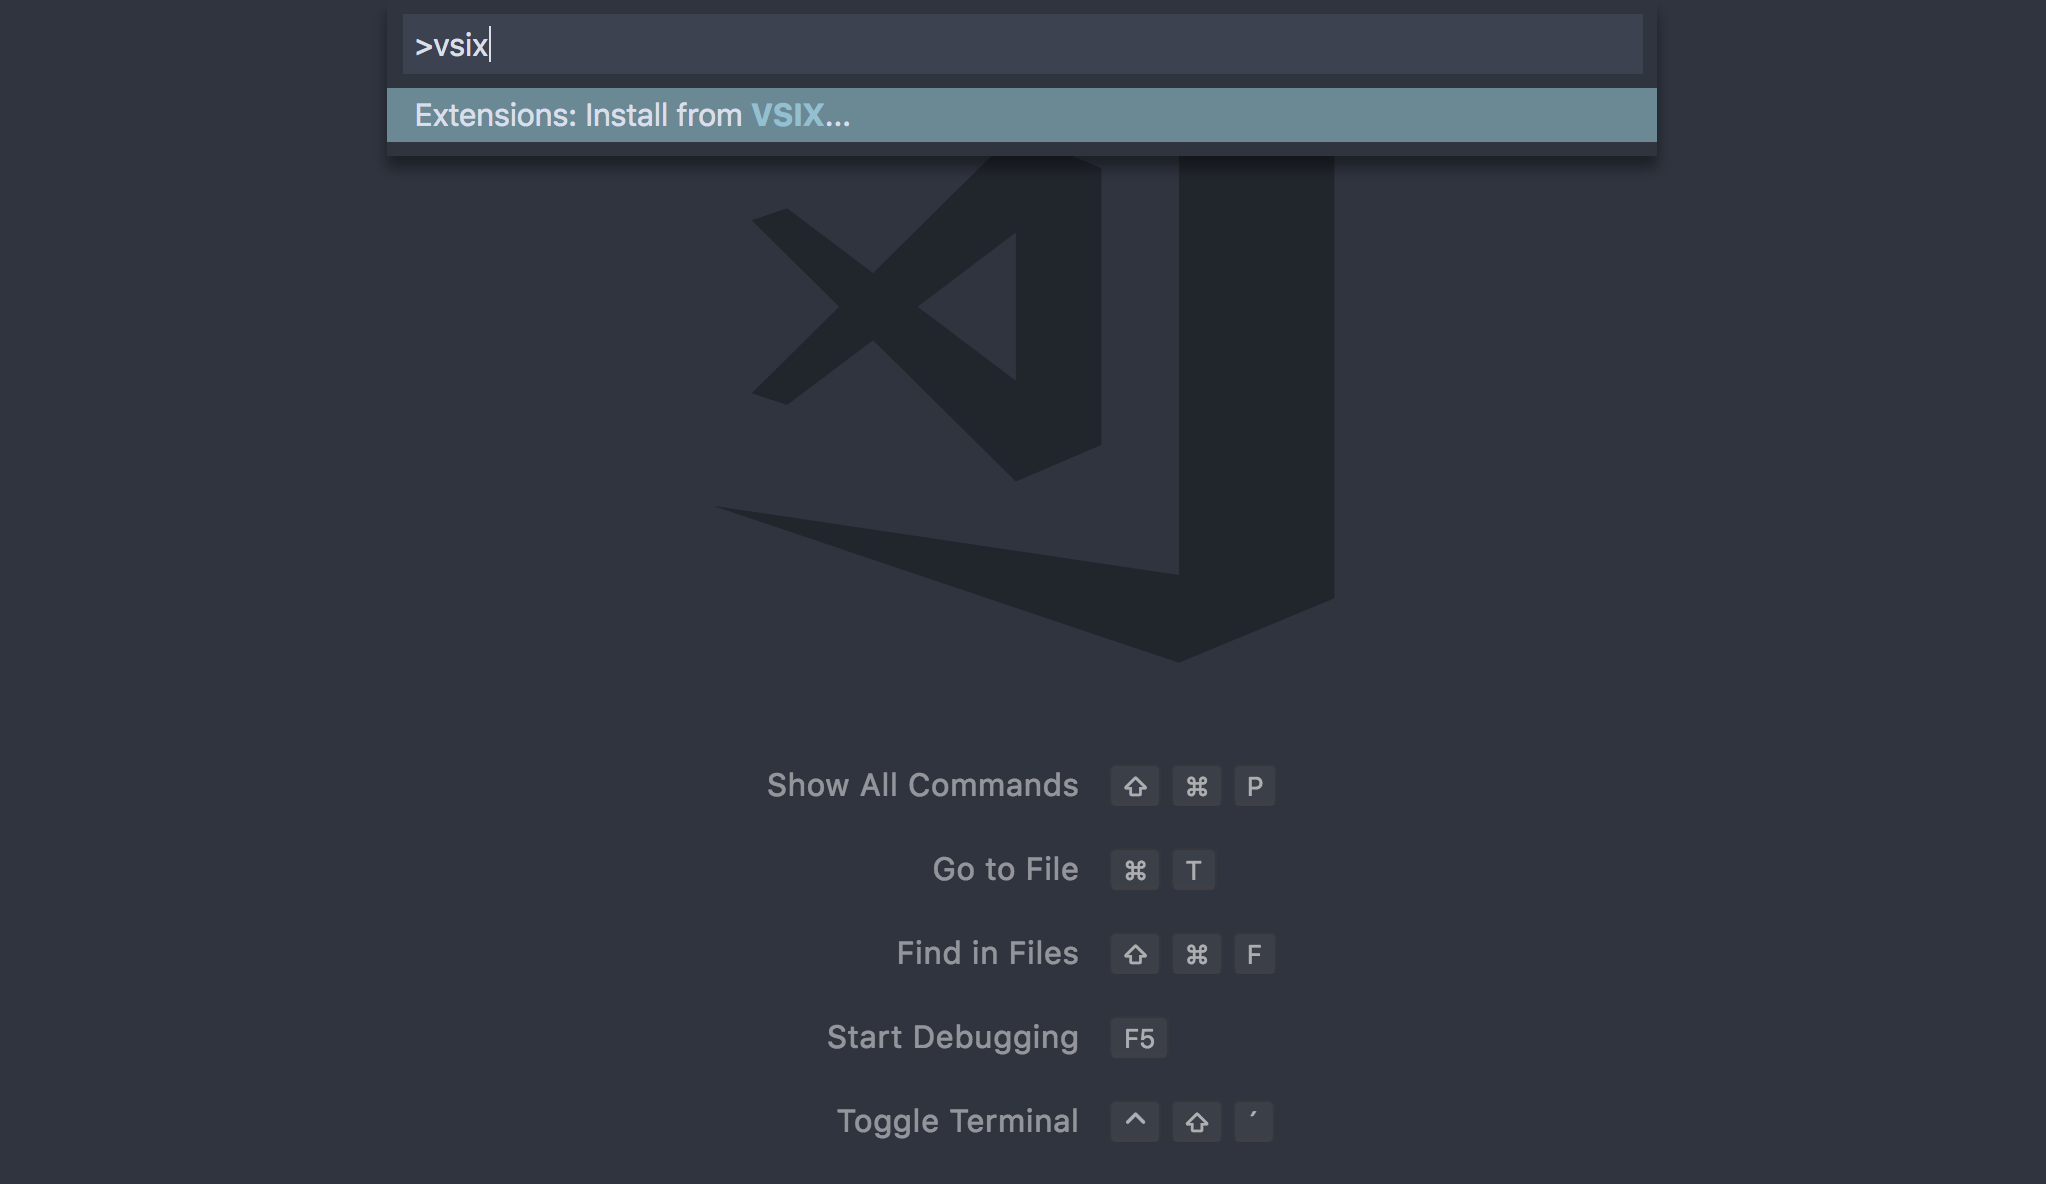 >vsix
Extensions: Install from VSIX...
Show All Commands ⇧ ⌘ P
Go to File ⌘ T
Find in Files ⇧ ⌘ F
Start Debugging F5
Toggle Terminal ^ ⇧ ´